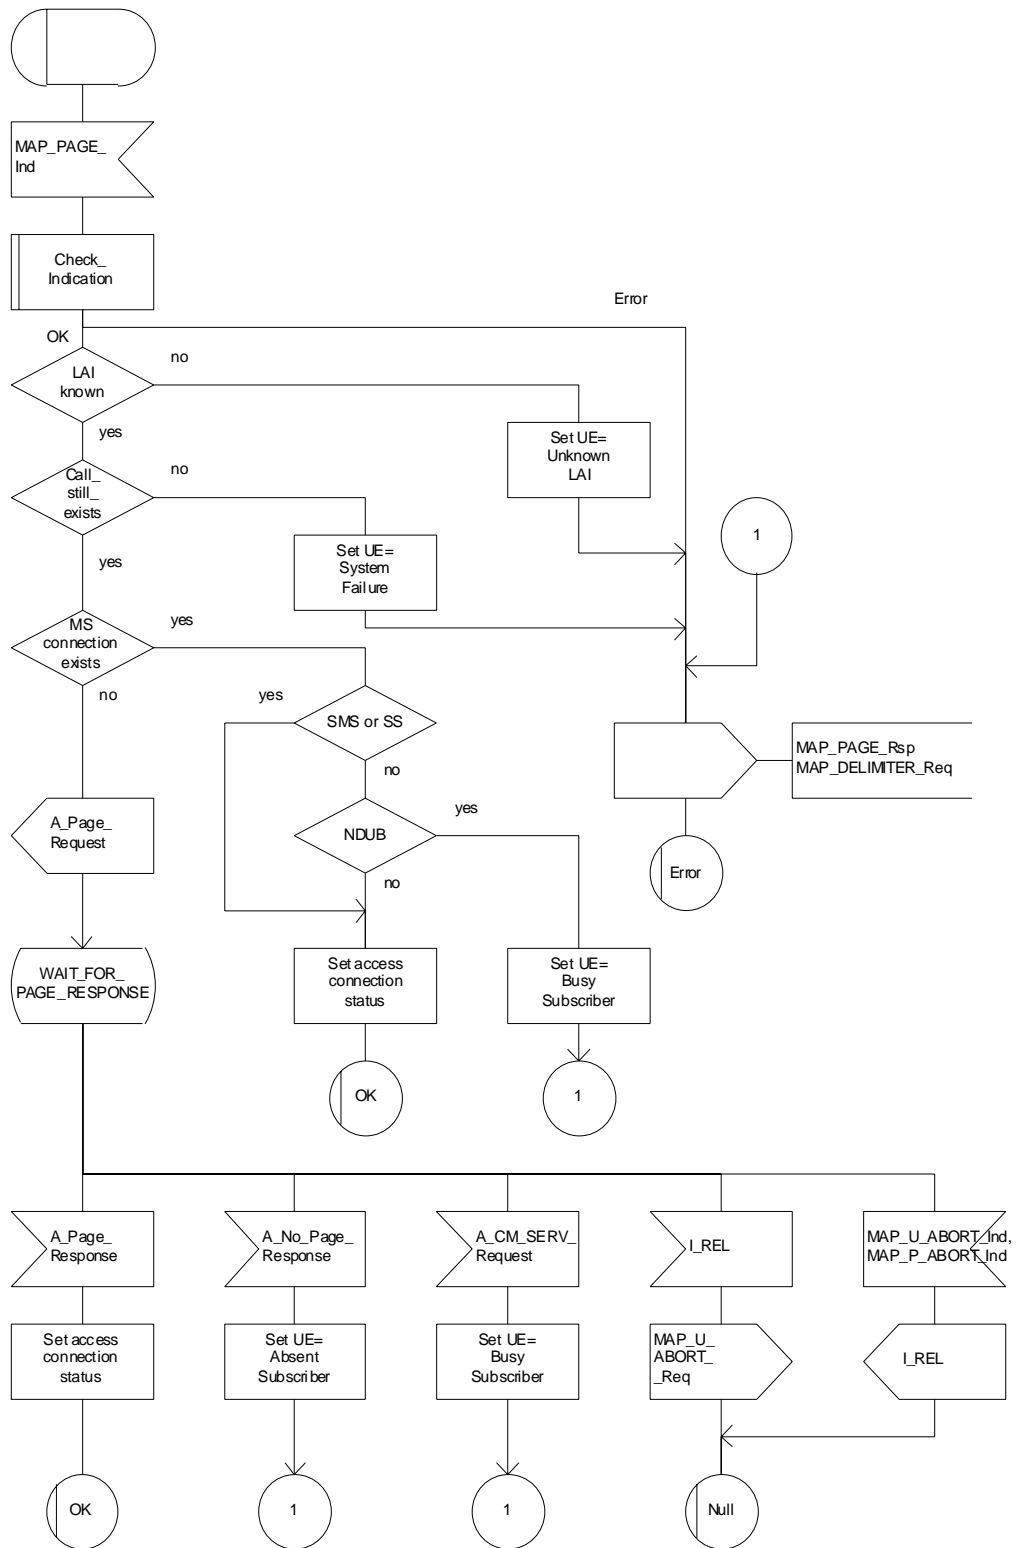 MAP_PAGE_
Ind
Check_
Indication
Error
OK
no
LAI
known
yes
Set UE=
Unknown
LAI
no
Call_
still_
exists
1
yes
Set UE=
System
Failure
yes
MS
connection
exists
no
yes
SMS or SS
no
MAP_PAGE_Rsp
MAP_DELIMITER_Req
A_Page_
Request
yes
NDUB
no
Error
WAIT_FOR_
PAGE_RESPONSE
Set access
connection
status
Set UE=
Busy
Subscriber
OK
1
A_Page_
Response
A_No_Page_
Response
A_CM_SERV_
Request
I_REL
MAP_U_ABORT_Ind,
MAP_P_ABORT_Ind
Set access
connection
status
Set UE=
Absent
Subscriber
Set UE=
Busy
Subscriber
MAP_U_
ABORT_
_Req
I_REL
OK
1
1
Null